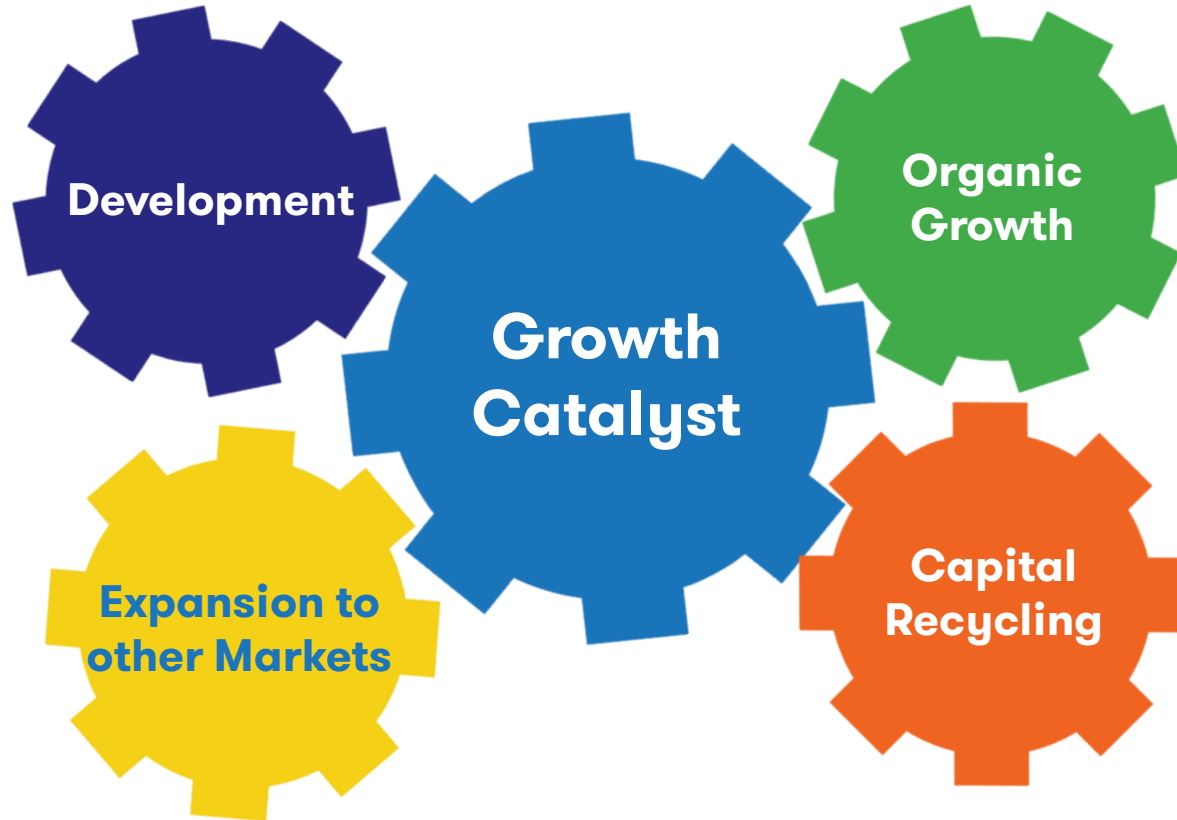 Development
Organic
Growth
Growth
Catalyst
Expansion to
other Markets
Capital
Recycling